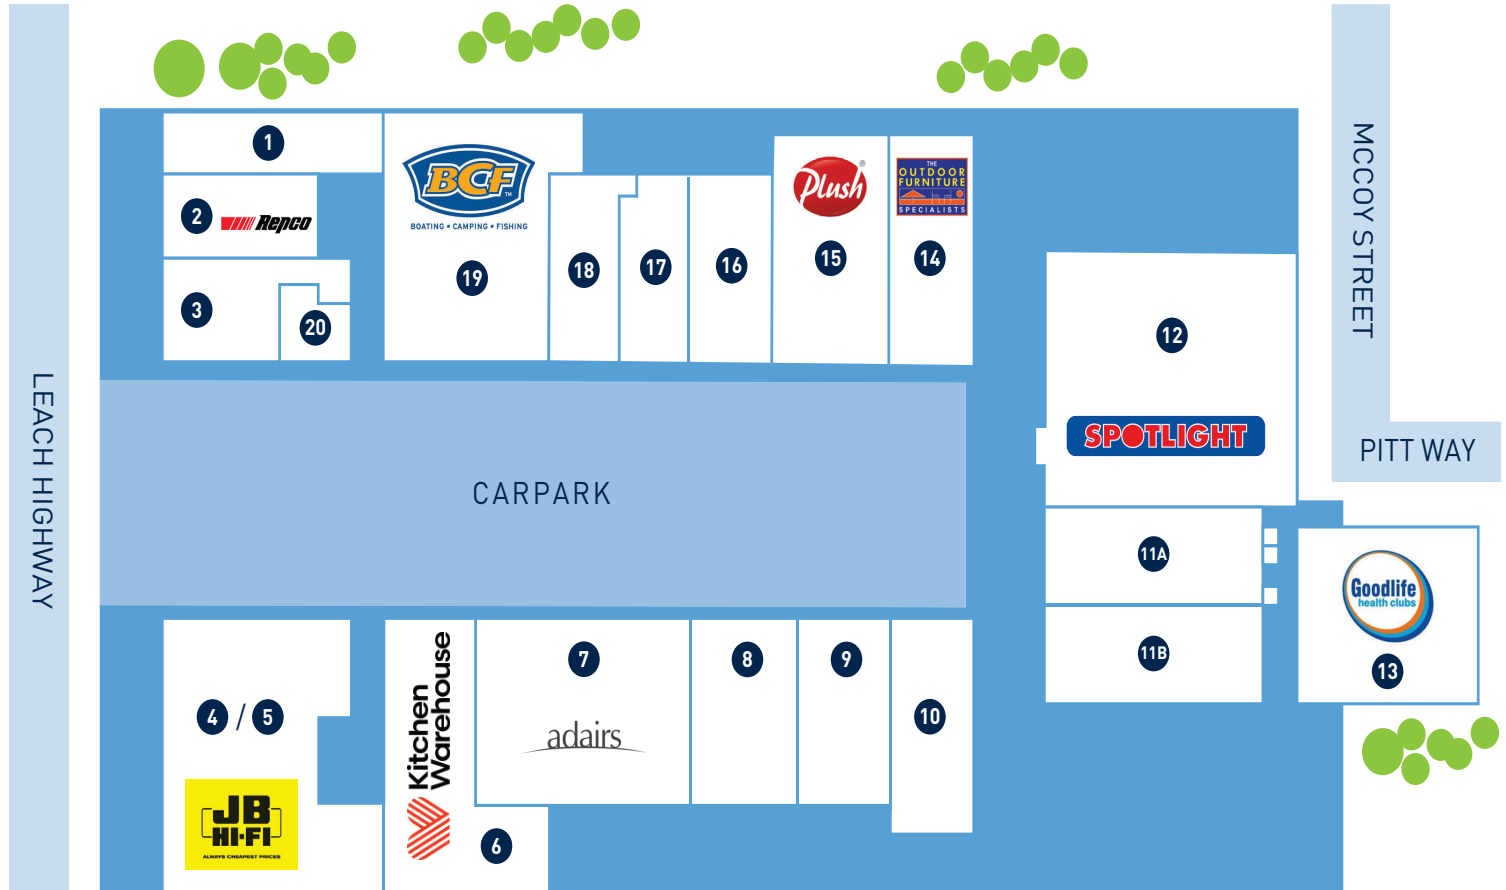 LEACH HIGHWAY
MCCOY STREET
PITT WAY
1
2
Repco
3
20
BCF
TM
BOATING • CAMPING • FISHING
19
18
17
16
Plush
®
15
THE
OUTDOOR
FURNITURE
SPECIALISTS
14
12
SPOTLIGHT
CARPARK
11A
11B
Goodlife
health clubs
13
4 / 5
JB
HI-FI
ALWAYS CHEAPEST PRICES
Kitchen
Warehouse
6
7
adairs
8
9
10